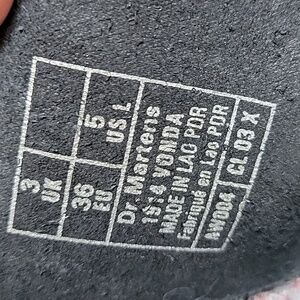 3 UK
5 US L
36 EU
Dr. Martens
1914 VONDA
MADE IN LAO PDR
Fabriqué en Lao PDR
CL 03 X